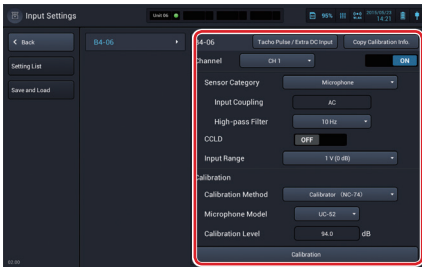 Input Settings
Unit 06
95%
2015/06/23
14:21
Back
Setting List
Save and Load
B4-06
B4-06
Tacho Pulse / Extra DC Input
Copy Calibration Info.
Channel
CH 1
ON
Sensor Category
Microphone
Input Coupling
AC
High-pass Filter
10 Hz
CCLD
OFF
Input Range
1 V (0 dB)
Calibration
Calibration Method
Calibrator (NC-74)
Microphone Model
UC-52
Calibration Level
94.0
dB
Calibration